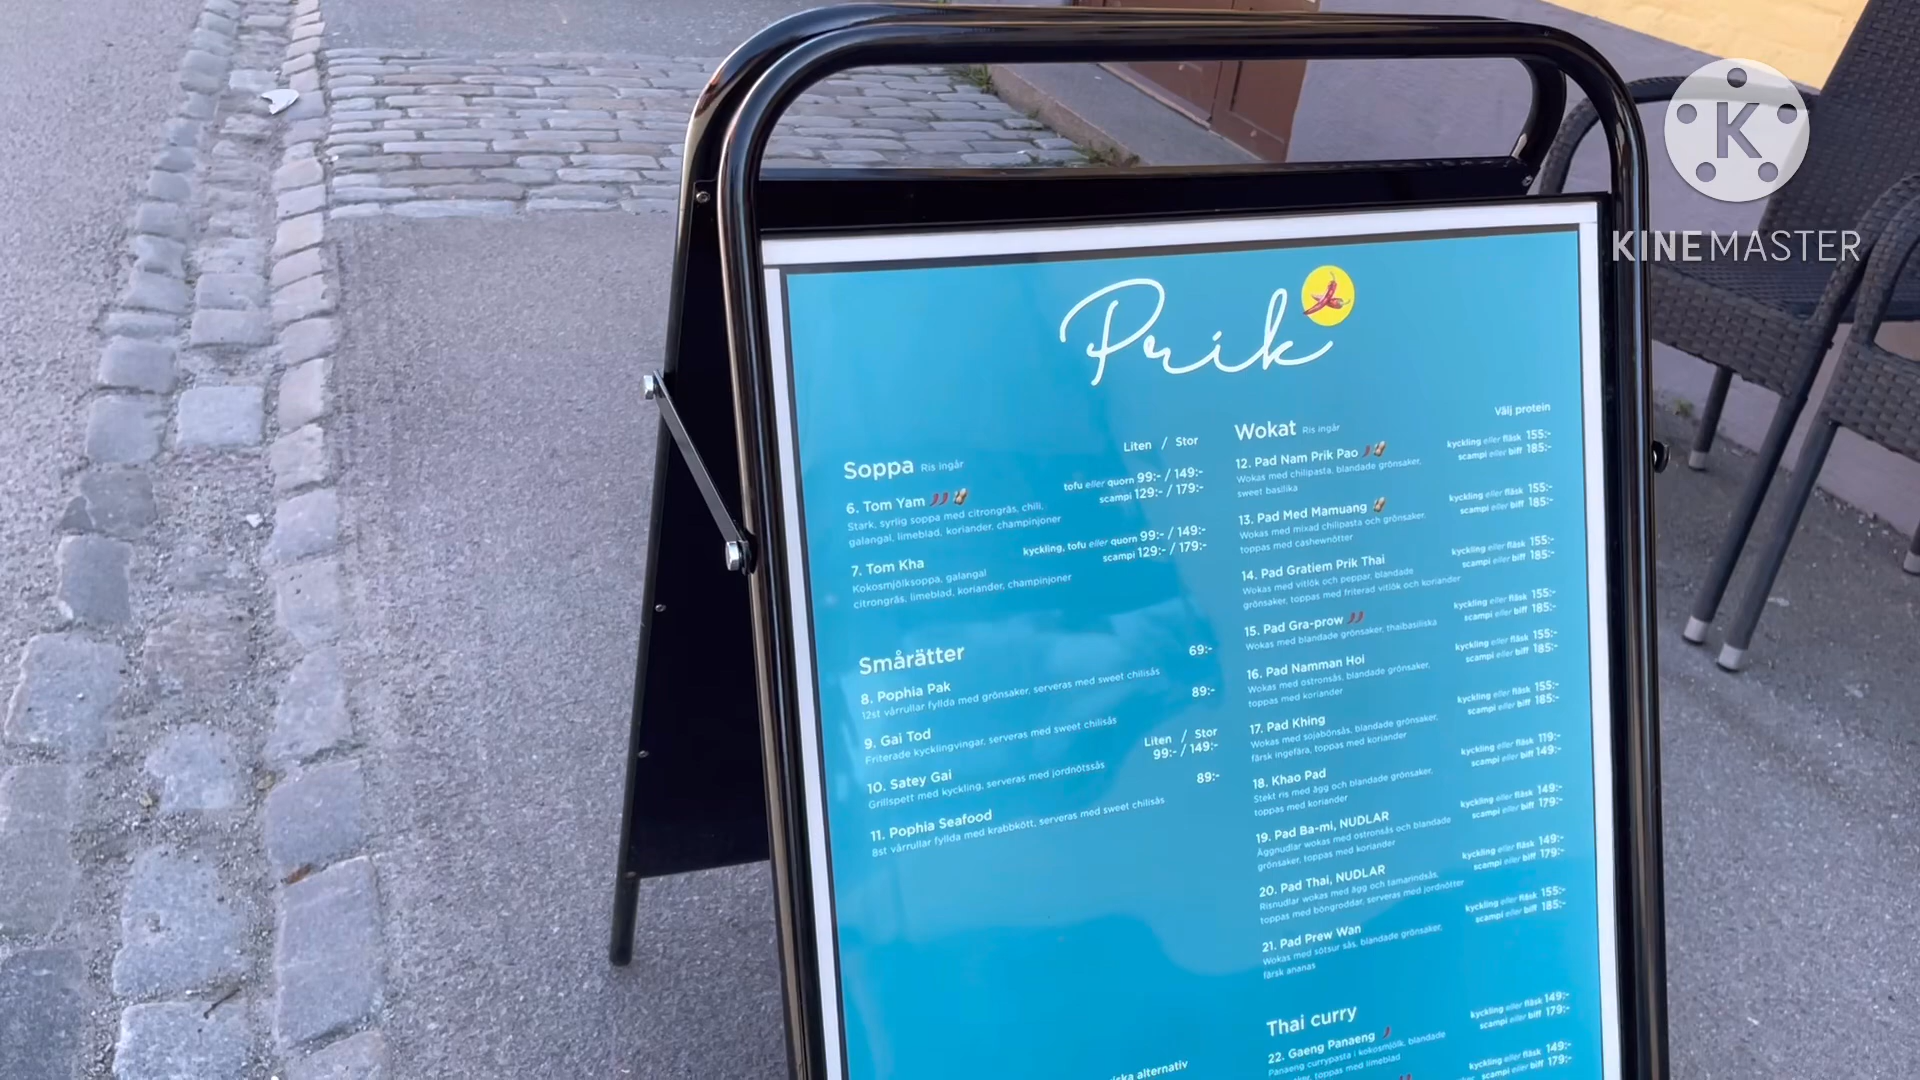 KINEMASTER
Prik
Liten / Stor
Soppa Ris ingår
6. Tom Yam
tofu eller quorn 99:- / 149:-
scampi 129:- / 179:-
Stark, syrlig soppa med citrongräs, chili,
galangal, limeblad, koriander, champinjoner
7. Tom Kha
kyckling, tofu eller quorn 99:- / 149:-
scampi 129:- / 179:-
Kokosmjölksoppa, galangal
citrongräs, limeblad, koriander, champinjoner
Smårätter
8. Pophia Pak 69:-
12st vårrullar fyllda med grönsaker, serveras med sweet chilisås
9. Gai Tod 89:-
Friterade kycklingvingar, serveras med sweet chilisås
Liten / Stor
10. Satey Gai 99:- / 149:-
Grillspett med kyckling, serveras med jordnötssås
11. Pophia Seafood 89:-
8st vårrullar fyllda med krabbkött, serveras med sweet chilisås
ska alternativ
Välj protein
Wokat Ris ingår
12. Pad Nam Prik Pao
kyckling eller fläsk 155:-
scampi eller biff 185:-
Wokas med chilipasta, blandade grönsaker,
sweet basilika
13. Pad Med Mamuang
kyckling eller fläsk 155:-
scampi eller biff 185:-
Wokas med mixad chilipasta och grönsaker,
toppas med cashewnötter
14. Pad Gratiem Prik Thai
kyckling eller fläsk 155:-
scampi eller biff 185:-
Wokas med vitlök och peppar, blandade
grönsaker, toppas med friterad vitlök och koriander
15. Pad Gra-prow
kyckling eller fläsk 155:-
scampi eller biff 185:-
Wokas med blandade grönsaker, thaibasiliska
16. Pad Namman Hoi
kyckling eller fläsk 155:-
scampi eller biff 185:-
Wokas med ostronsås, blandade grönsaker,
toppas med koriander
17. Pad Khing
kyckling eller fläsk 155:-
scampi eller biff 185:-
Wokas med sojabönsås, blandade grönsaker,
färsk ingefära, toppas med koriander
18. Khao Pad
kyckling eller fläsk 119:-
scampi eller biff 149:-
Stekt ris med ägg och blandade grönsaker,
toppas med koriander
19. Pad Ba-mi, NUDLAR
kyckling eller fläsk 149:-
scampi eller biff 179:-
Äggnudlar wokas med ostronsås och blandade
grönsaker, toppas med koriander
20. Pad Thai, NUDLAR
kyckling eller fläsk 149:-
scampi eller biff 179:-
Risnudlar wokas med ägg och tamarindsås,
toppas med böngroddar, serveras med jordnötter
21. Pad Prew Wan
kyckling eller fläsk 155:-
scampi eller biff 185:-
Wokas med sötsur sås, blandade grönsaker,
färsk ananas
Thai curry
22. Gaeng Panaeng
kyckling eller fläsk 149:-
scampi eller biff 179:-
Panaeng currypasta i kokosmjölk, blandade
toppas med limeblad
kyckling eller fläsk 149:-
scampi eller biff 179:-